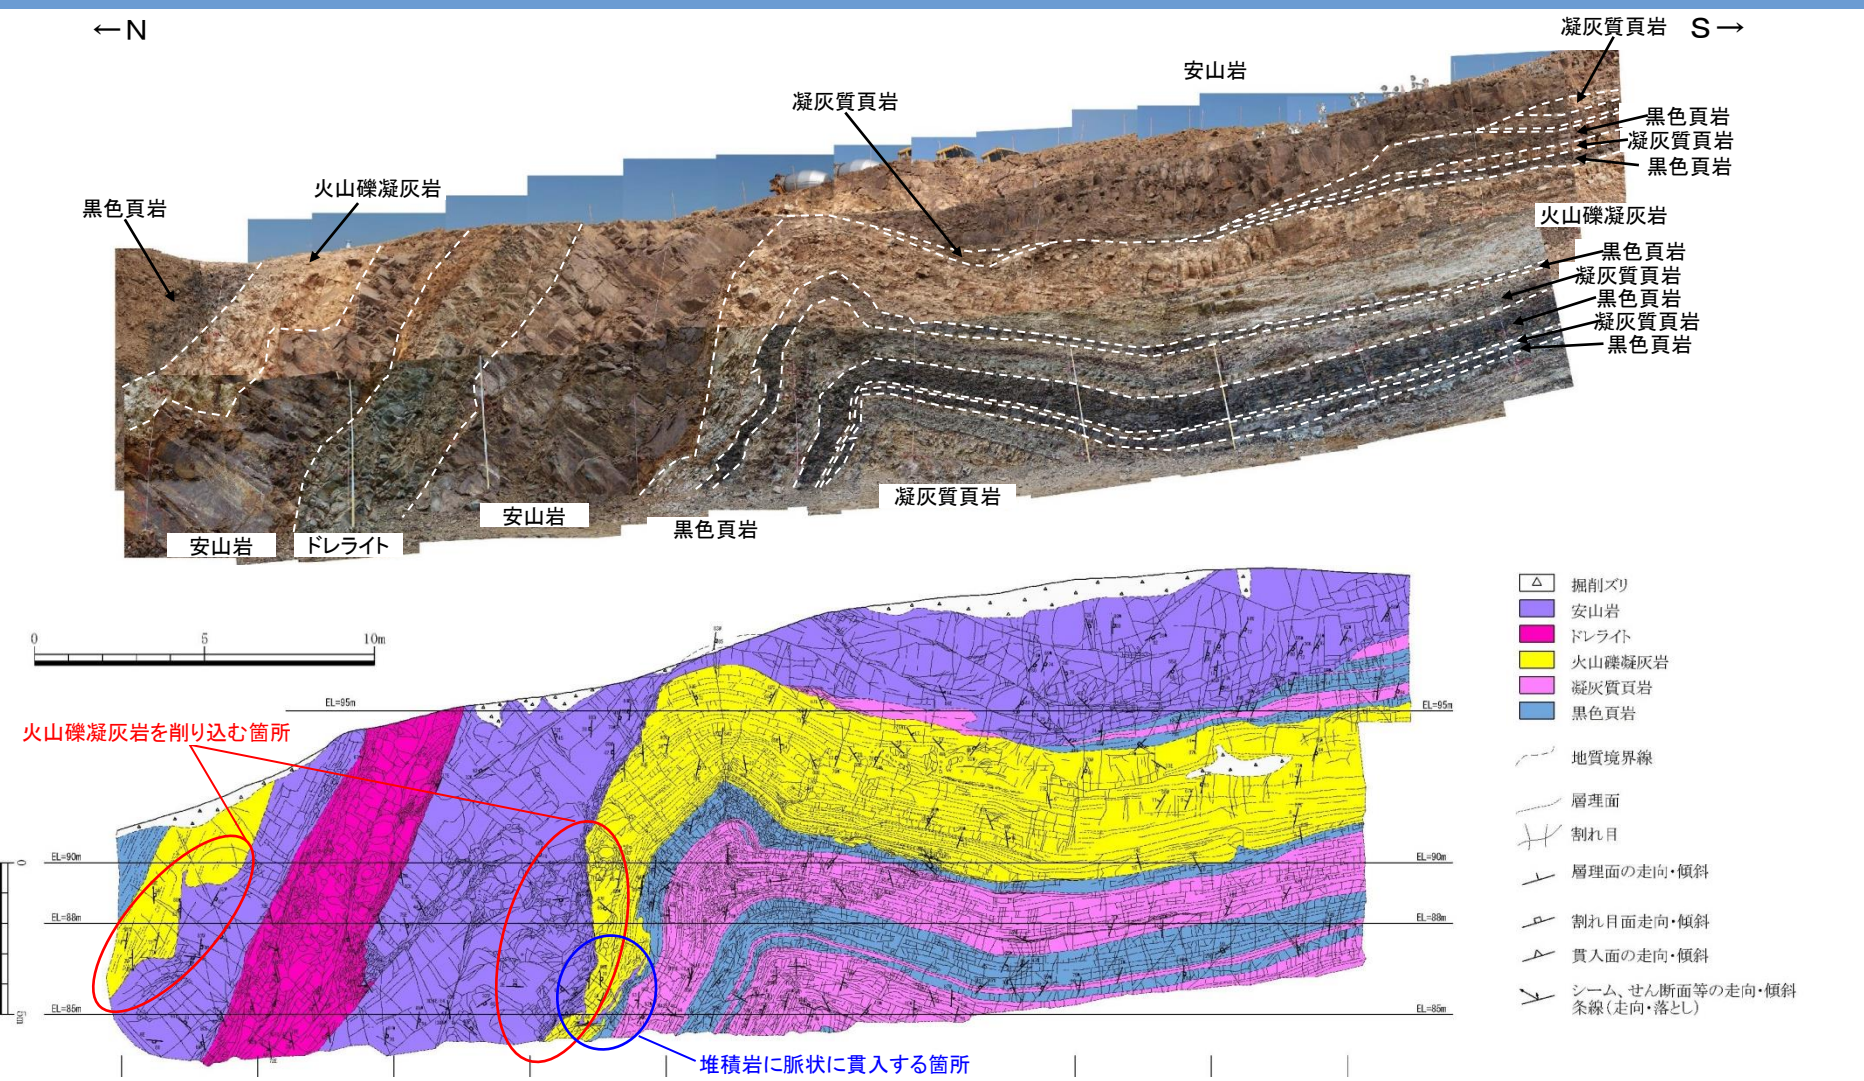 ←N
S→
凝灰質頁岩
安山岩
凝灰質頁岩
黒色頁岩
凝灰質頁岩
黒色頁岩
火山礫凝灰岩
黒色頁岩
火山礫凝灰岩
黒色頁岩
凝灰質頁岩
黒色頁岩
凝灰質頁岩
黒色頁岩
凝灰質頁岩
安山岩
黒色頁岩
安山岩
ドレライト
0
5
10m
EL=95m
EL=95m
火山礫凝灰岩を削り込む箇所
EL=90m
EL=90m
EL=88m
EL=88m
EL=85m
EL=85m
0
5m
堆積岩に脈状に貫入する箇所
掘削ズリ
安山岩
ドレライト
火山礫凝灰岩
凝灰質頁岩
黒色頁岩
地質境界線
層理面
割れ目
層理面の走向・傾斜
割れ目面走向・傾斜
貫入面の走向・傾斜
シーム、せん断面等の走向・傾斜
条線(走向・落とし)